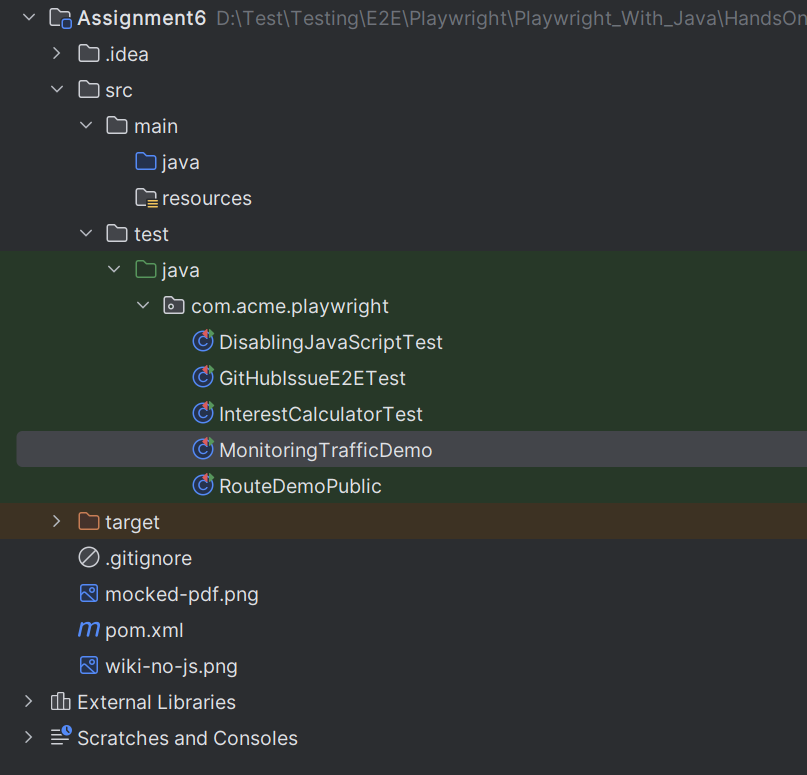 Assignment6 D:\Test\Testing\E2E\Playwright\Playwright_With_Java\HandsOn
.idea
src
main
java
resources
test
java
com.acme.playwright
DisablingJavaScriptTest
GitHubIssueE2ETest
InterestCalculatorTest
MonitoringTrafficDemo
RouteDemoPublic
target
.gitignore
mocked-pdf.png
pom.xml
wiki-no-js.png
External Libraries
Scratches and Consoles